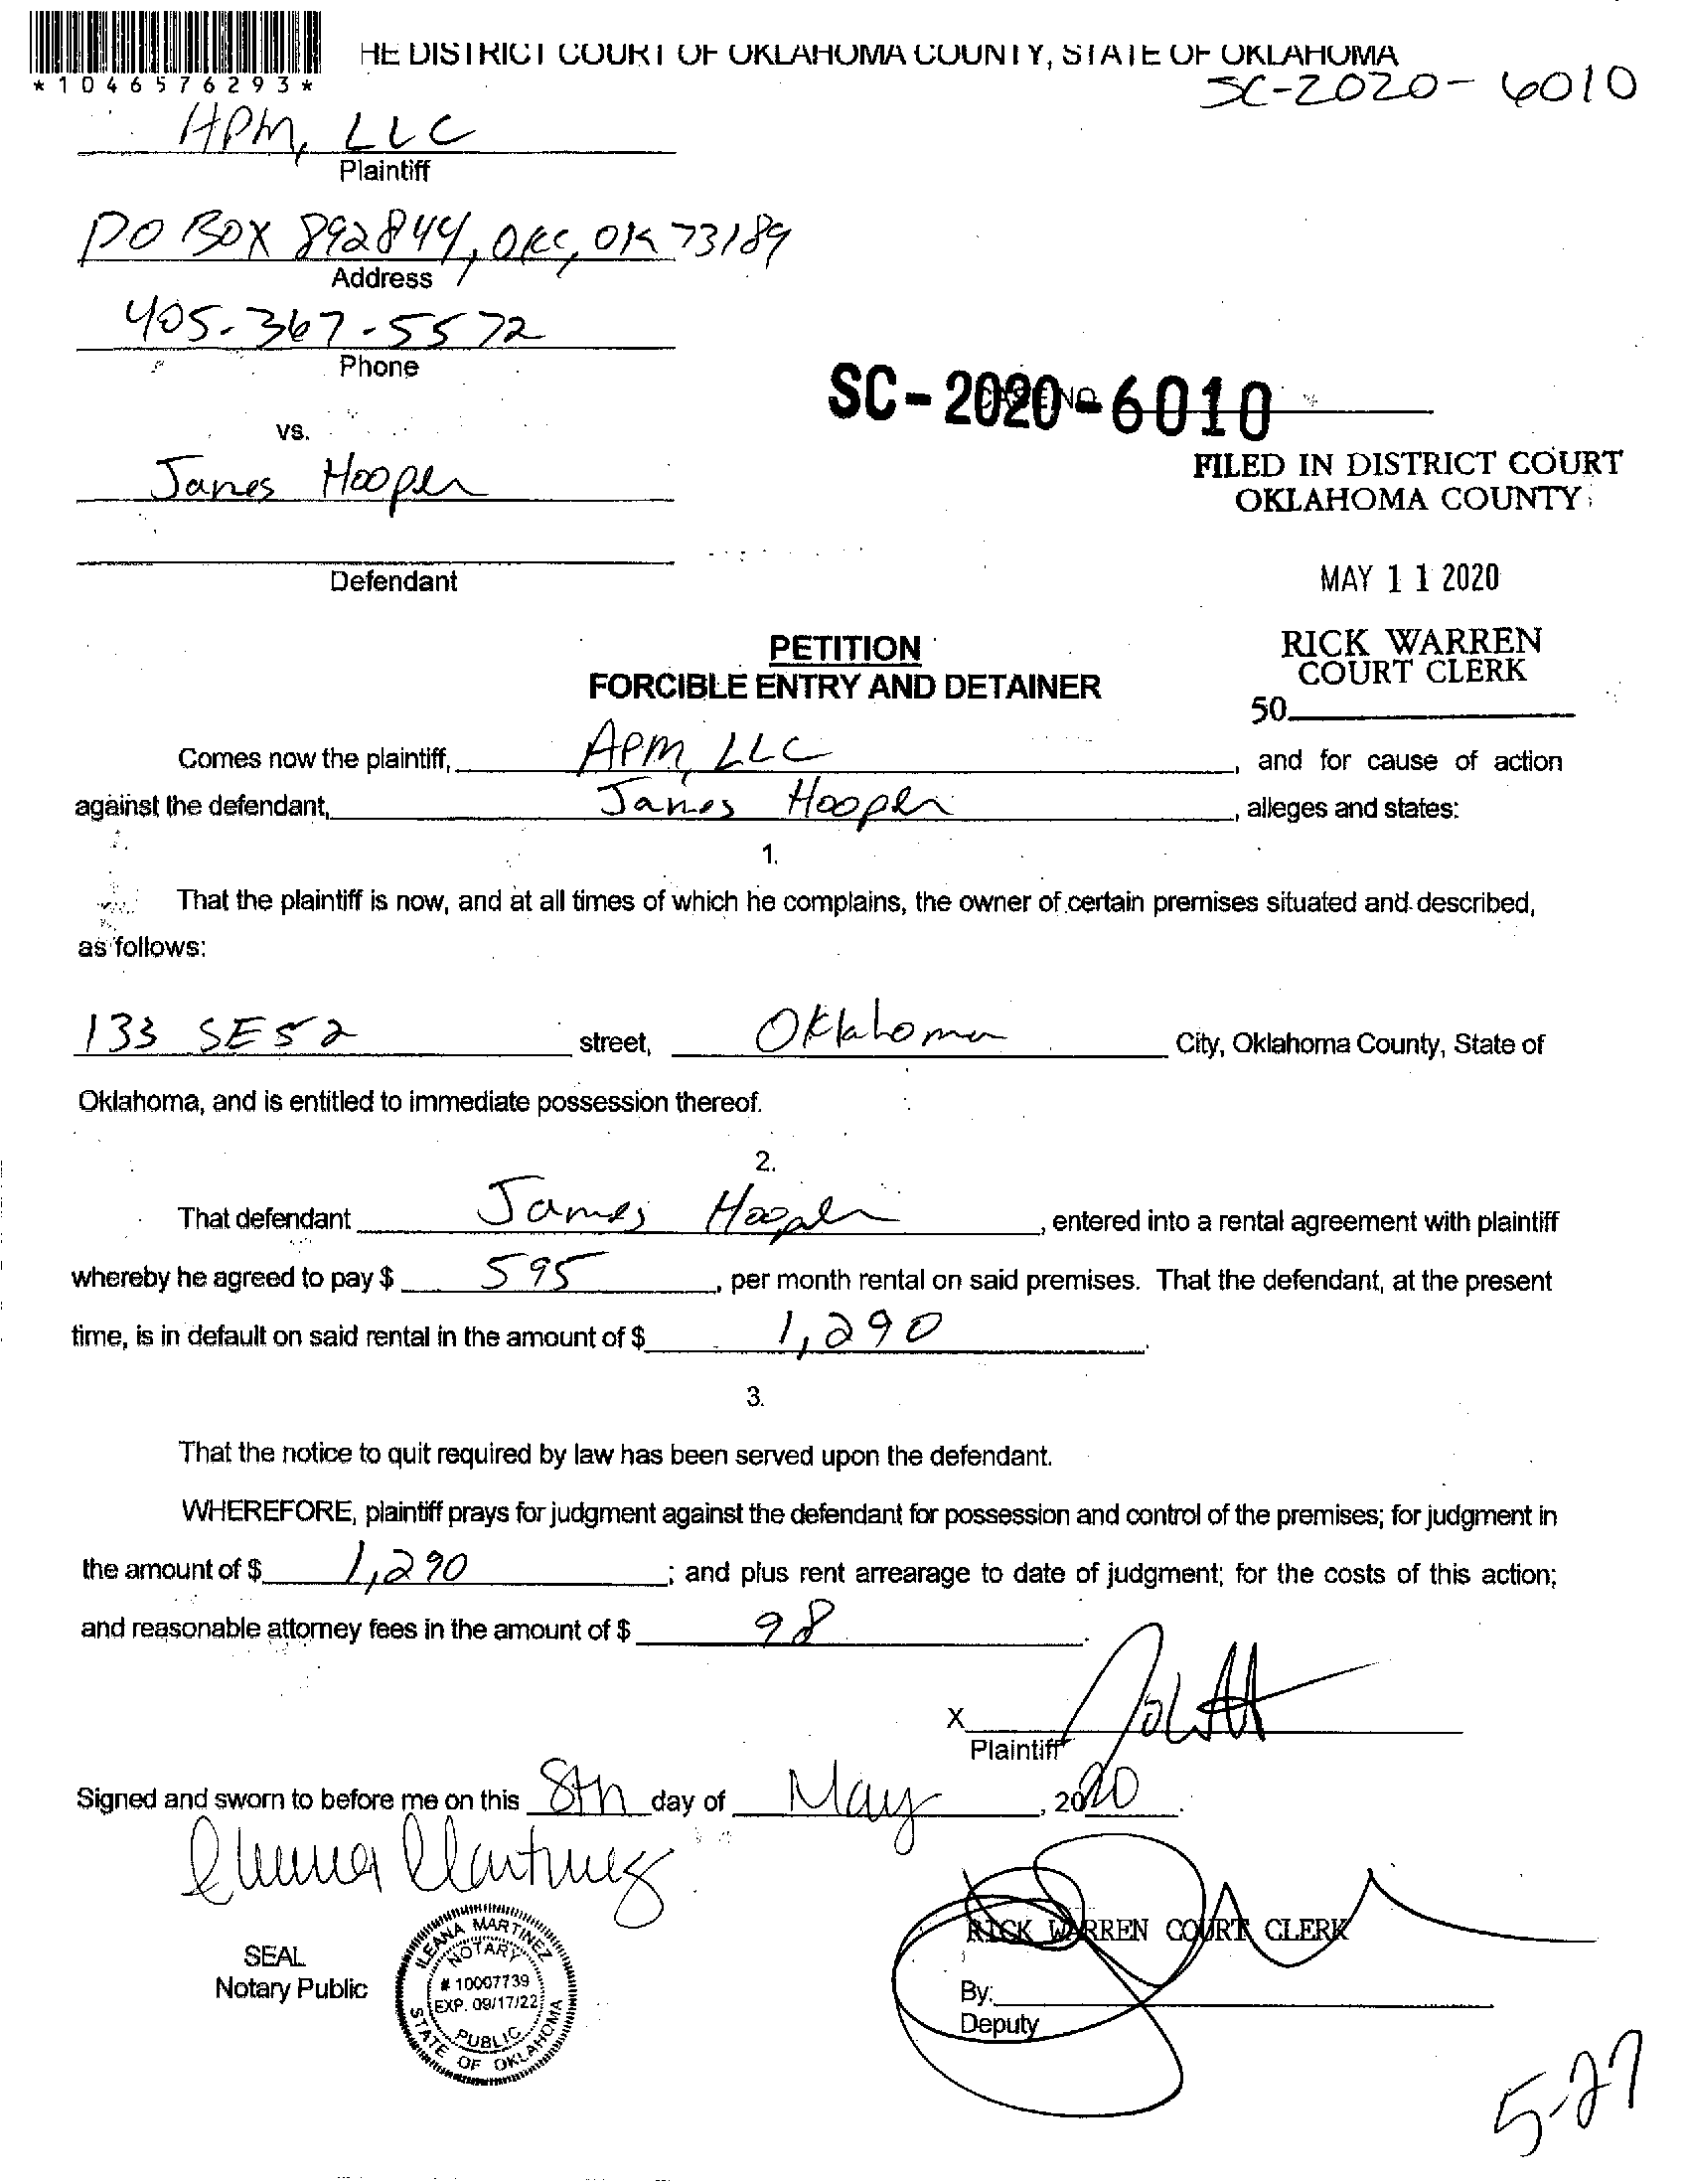 HE DISTRICT COURT OF OKLAHOMA COUNTY, STATE OF OKLAHOMA
*1046576293*
SC-2020-6010
APM, LLC
Plaintiff
PO BOX 892844, OKC, OK 73189
Address
405-367-5572
Phone
CASE NO.
SC-2020-6010
vs.
James Hooper
FILED IN DISTRICT COURT
OKLAHOMA COUNTY
Defendant
MAY 11 2020
PETITION
FORCIBLE ENTRY AND DETAINER
RICK WARREN
COURT CLERK
50
Comes now the plaintiff, APM, LLC, and for cause of action
against the defendant, James Hooper, alleges and states:
1.
That the plaintiff is now, and at all times of which he complains, the owner of certain premises situated and described,
as follows:
133 SE 52 street, Oklahoma City, Oklahoma County, State of
Oklahoma, and is entitled to immediate possession thereof.
2.
That defendant James Hooper, entered into a rental agreement with plaintiff
whereby he agreed to pay $ 595, per month rental on said premises. That the defendant, at the present
time, is in default on said rental in the amount of $ 1,290.
3.
That the notice to quit required by law has been served upon the defendant.
WHEREFORE, plaintiff prays for judgment against the defendant for possession and control of the premises; for judgment in
the amount of $ 1,290; and plus rent arrearage to date of judgment; for the costs of this action;
and reasonable attorney fees in the amount of $ 98.
X
Plaintiff
Signed and sworn to before me on this 8th day of May, 2020.
Ileana Martinez
SEAL
Notary Public
ILEANA MARTINEZ
NOTARY
# 10007739
EXP. 09/17/22
PUBLIC
STATE OF OKLAHOMA
RICK WARREN COURT CLERK
By:
Deputy
5-27